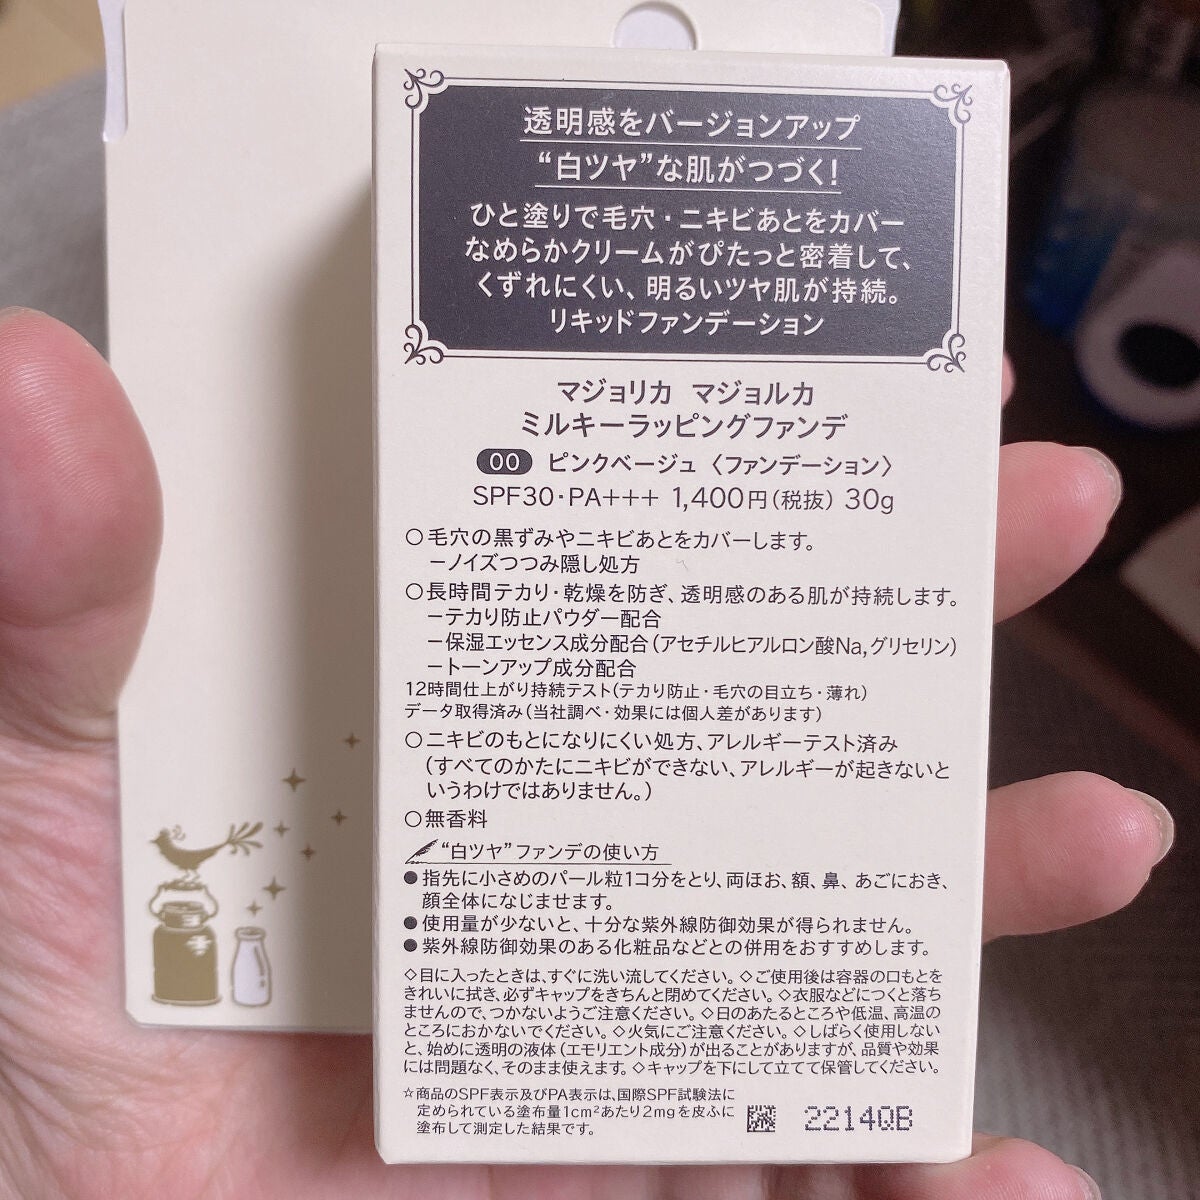 透明感をバージョンアップ
“白ツヤ”な肌がつづく!
ひと塗りで毛穴・ニキビあとをカバー
なめらかクリームがぴたっと密着して、
くずれにくい、明るいツヤ肌が持続。
リキッドファンデーション
マジョリカ マジョルカ
ミルキーラッピングファンデ
00 ピンクベージュ〈ファンデーション〉
SPF30・PA+++ 1,400円(税抜) 30g
○毛穴の黒ずみやニキビあとをカバーします。
−ノイズつつみ隠し処方
○長時間テカり・乾燥を防ぎ、透明感のある肌が持続します。
−テカり防止パウダー配合
−保湿エッセンス成分配合(アセチルヒアルロン酸Na,グリセリン)
−トーンアップ成分配合
12時間仕上がり持続テスト(テカり防止・毛穴の目立ち・薄れ)
データ取得済み(当社調べ・効果には個人差があります)
○ニキビのもとになりにくい処方、アレルギーテスト済み
(すべてのかたにニキビができない、アレルギーが起きないと
いうわけではありません。)
○無香料
“白ツヤ”ファンデの使い方
●指先に小さめのパール粒1コ分をとり、両ほお、額、鼻、あごにおき、
顔全体になじませます。
●使用量が少ないと、十分な紫外線防御効果が得られません。
●紫外線防御効果のある化粧品などとの併用をおすすめします。
◇目に入ったときは、すぐに洗い流してください。◇ご使用後は容器の口もとを
きれいに拭き、必ずキャップをきちんと閉めてください。◇衣服などにつくと落ち
ませんので、つかないようご注意ください。◇日のあたるところや低温、高温の
ところにおかないでください。◇火気にご注意ください。◇しばらく使用しない
と、始めに透明の液体(エモリエント成分)が出ることがありますが、品質や効果
には問題なく、そのまま使えます。◇キャップを下にして立てて保管してください。
☆商品のSPF表示及びPA表示は、国際SPF試験法に
定められている塗布量1cm²あたり2mgを皮ふに
塗布して測定した結果です。
2214QB